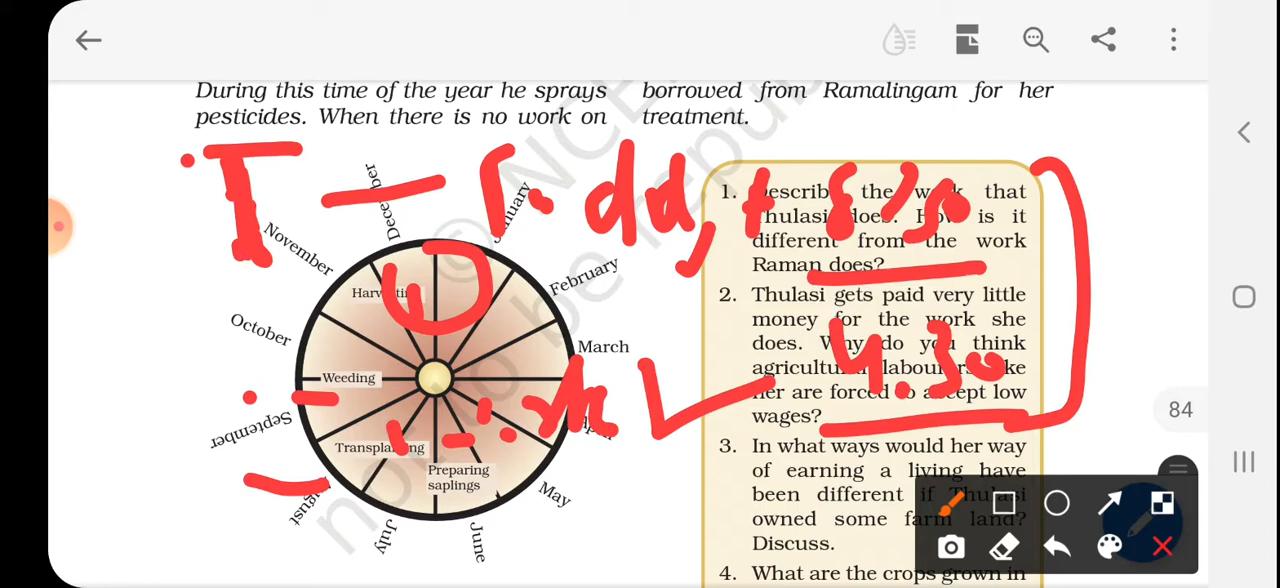 During this time of the year he sprays
pesticides. When there is no work on
borrowed from Ramalingam for her
treatment.
December
January
November
February
October
March
Harvesting
Weeding
September
Transplanting
Preparing
saplings
April
August
May
July
June
1. Describe the work that
Thulasi does. How is it
different from the work
Raman does?
2. Thulasi gets paid very little
money for the work she
does. Why do you think
agricultural labourers like
her are forced to accept low
wages?
3. In what ways would her way
of earning a living have
been different if Thulasi
owned some farm land?
Discuss.
4. What are the crops grown in
4.30
84